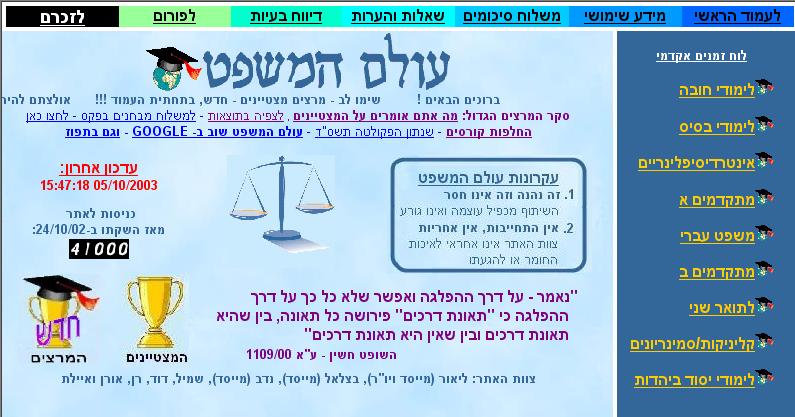 לעמוד הראשי
מידע שימושי
משלוח סיכומים
שאלות והערות
דיווח בעיות
לפורום
לזכרם
לוח זמנים אקדמי
לימודי חובה
לימודי בסיס
אינטרדיסיפלינריים
מתקדמים א
משפט עברי
מתקדמים ב
לתואר שני
קליניקות/סמינריונים
לימודי יסוד ביהדות
עולם המשפט
ברוכים הבאים ! שימו לב - מרצים מצטיינים - חדש, בתחתית העמוד !!! אולצתם להיר
סקר המרצים הגדול: מה אתם אומרים על המצטיינים , לצפיה בתוצאות - למשלוח מבחנים בפקס - לחצו כאן
החלפות קורסים - שנתון הפקולטה תשס"ד - עולם המשפט שוב ב- GOOGLE - וגם בתפוז
עקרונות עולם המשפט
1. זה נהנה וזה אינו חסר
השיתוף מכפיל עוצמה ואינו גורע
2. אין התחייבות, אין אחריות
צוות האתר אינו אחראי לאיכות
החומר או להגעתו
עדכון אחרון:
15:47:18 05/10/2003
כניסות לאתר
מאז השקתו ב-24/10/02:
41000
חדש
המרצים
המצטיינים
"נאמר - על דרך ההפלגה ואפשר שלא כל כך על דרך
ההפלגה כי "תאונת דרכים" פירושה כל תאונה, בין שהיא
תאונת דרכים ובין שאין היא תאונת דרכים"
השופט חשין - ע"א 1109/00
צוות האתר: ליאור (מייסד ויו"ר), בצלאל (מייסד), נדב (מייסד), שמיל, דוד, רן, אורן ואיילת